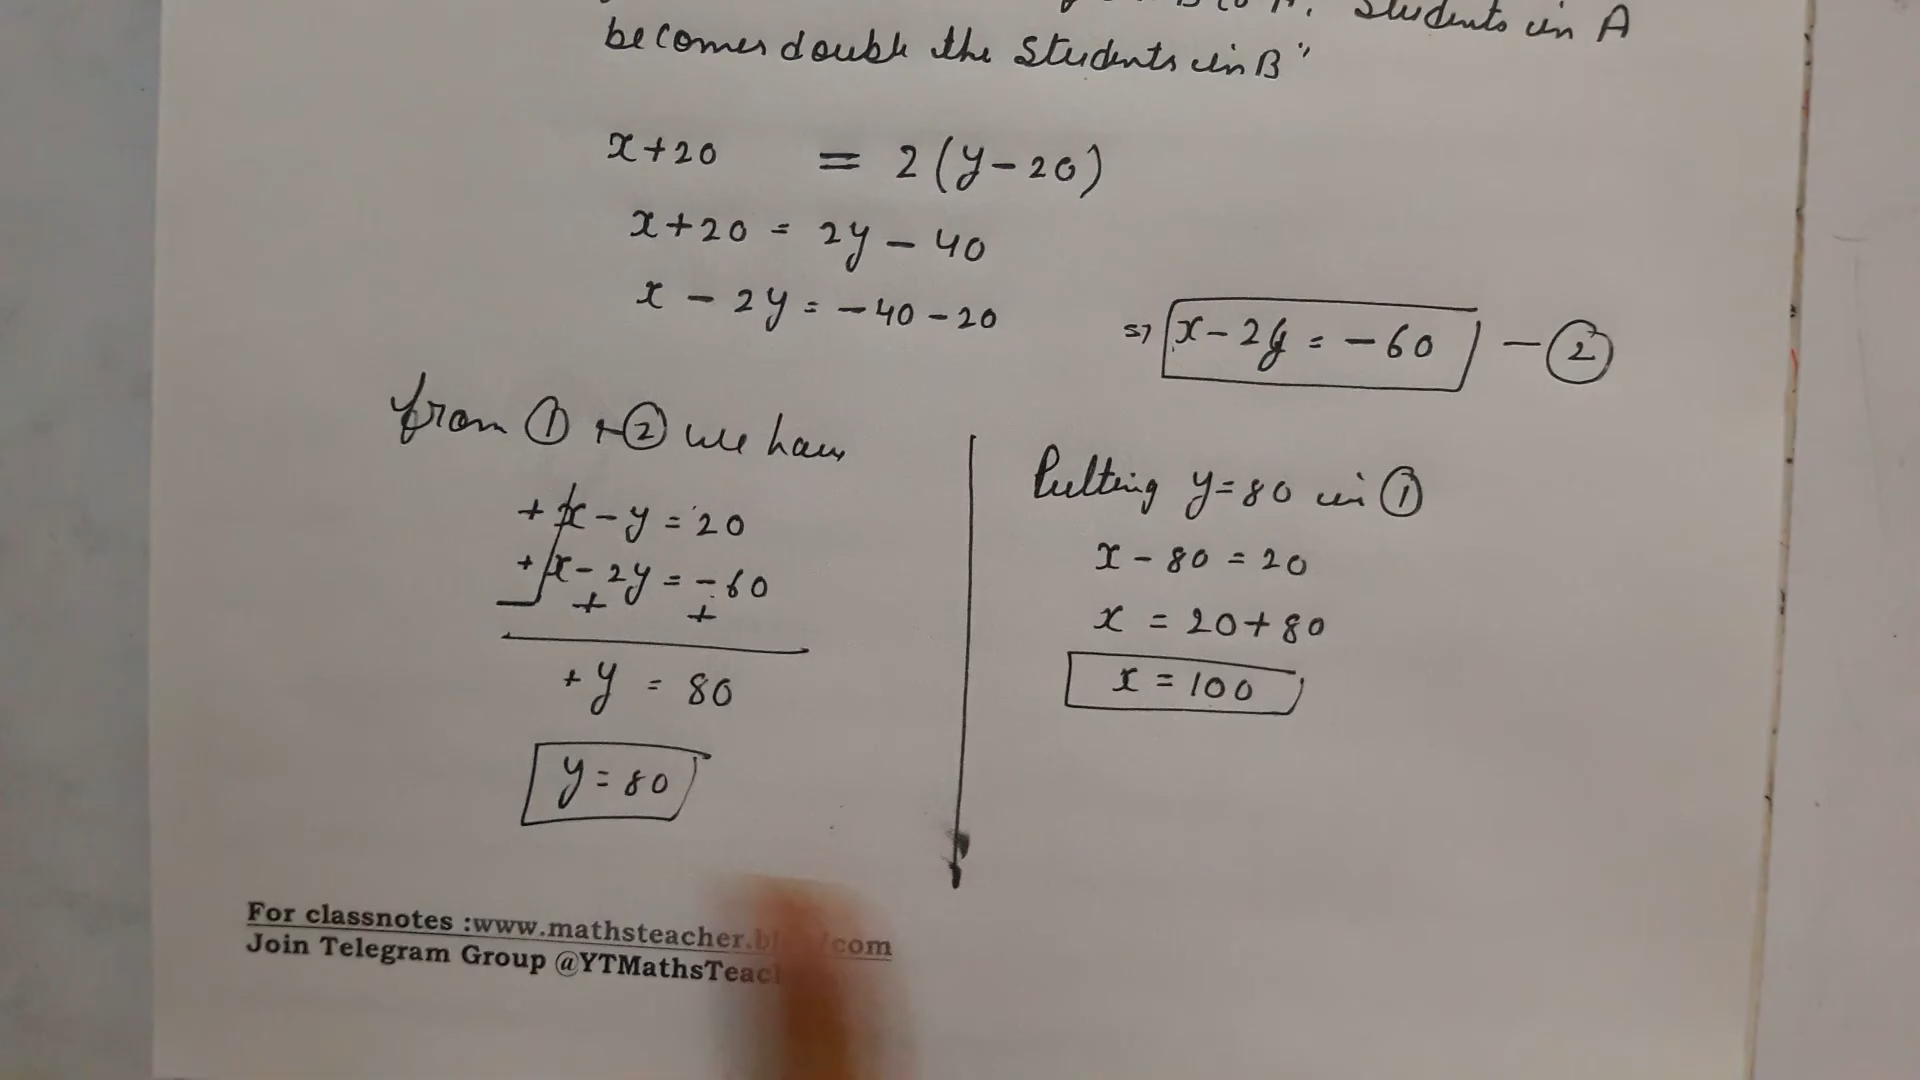 Students in A
becomes double the Students in B"
x+20 = 2(y-20)
x+20 = 2y - 40
x - 2y = -40-20 ⇒ x-2y = -60 - ②
from ① + ② we have
+x-y = 20
+x-2y = -60
- + +
+y = 80
y = 80
Putting y=80 in ①
x - 80 = 20
x = 20+80
x = 100
For classnotes :www.mathsteacher.
com
Join Telegram Group